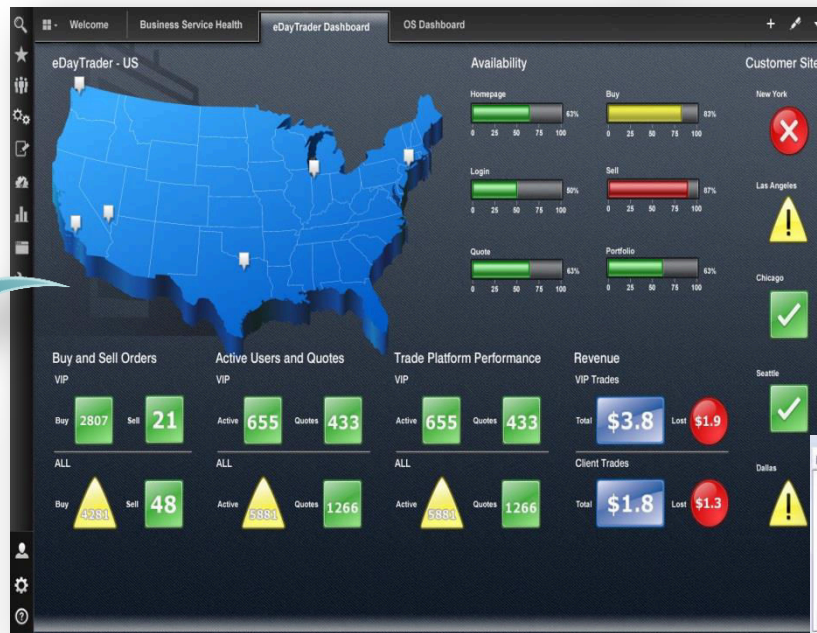 Welcome
Business Service Health
eDayTrader Dashboard
OS Dashboard
eDayTrader - US
Availability
Customer Site
Homepage
63%
0 25 50 75 100
Buy
83%
0 25 50 75 100
New York
Login
50%
0 25 50 75 100
Sell
87%
0 25 50 75 100
Las Angeles
Quote
63%
0 25 50 75 100
Portfolio
63%
0 25 50 75 100
Chicago
Seattle
Dallas
Buy and Sell Orders
VIP
Buy 2807 Sell 21
ALL
Buy 4281 Sell 48
Active Users and Quotes
VIP
Active 655 Quotes 433
ALL
Active 5881 Quotes 1266
Trade Platform Performance
VIP
Active 655 Quotes 433
ALL
Active 5881 Quotes 1266
Revenue
VIP Trades
Total $3.8 Lost $1.9
Client Trades
Total $1.8 Lost $1.3